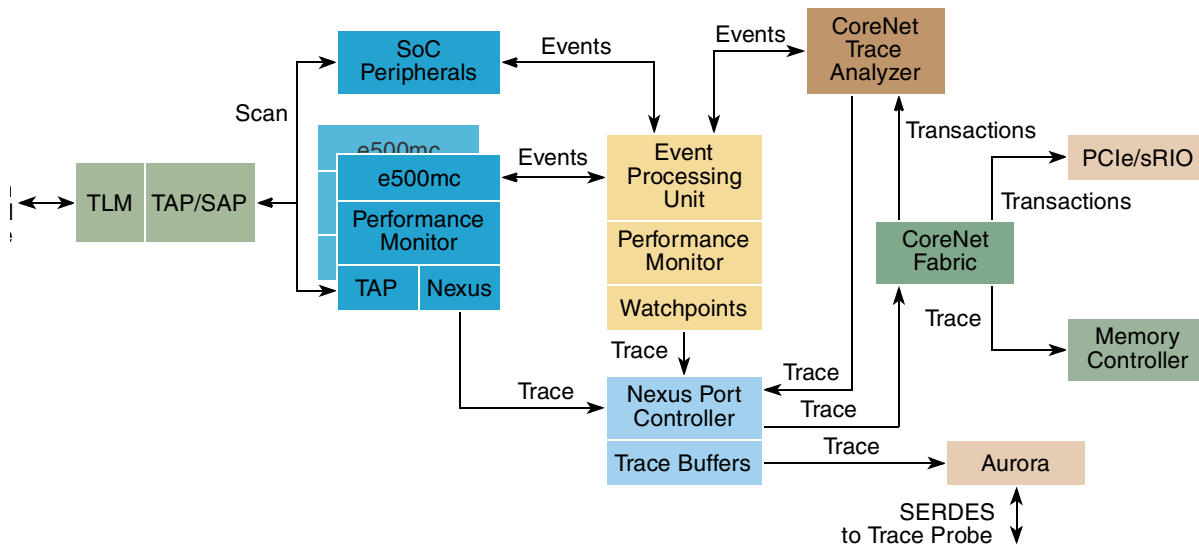 SoC
Peripherals
Events
Events
CoreNet
Trace
Analyzer
Scan
e500mc
e500mc
Performance
Monitor
TAP
Nexus
Events
Event
Processing
Unit
Performance
Monitor
Watchpoints
Transactions
PCIe/sRIO
Transactions
TLM
TAP/SAP
CoreNet
Fabric
Trace
Memory
Controller
Trace
Trace
Trace
Nexus Port
Controller
Trace
Trace Buffers
Trace
Aurora
SERDES
to Trace Probe